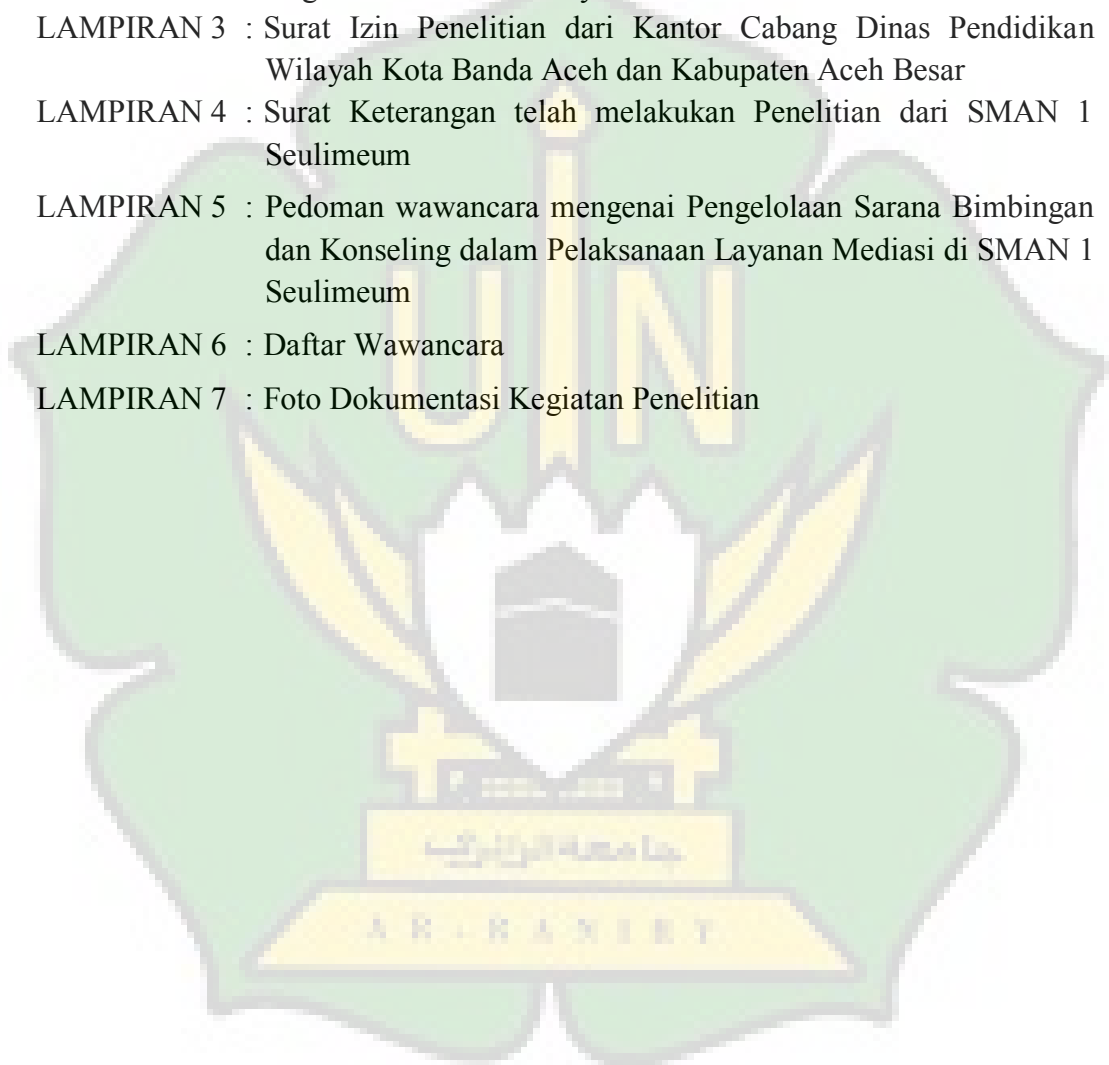 LAMPIRAN 3 : Surat Izin Penelitian dari Kantor Cabang Dinas Pendidikan
Wilayah Kota Banda Aceh dan Kabupaten Aceh Besar
LAMPIRAN 4 : Surat Keterangan telah melakukan Penelitian dari SMAN 1
Seulimeum
LAMPIRAN 5 : Pedoman wawancara mengenai Pengelolaan Sarana Bimbingan
dan Konseling dalam Pelaksanaan Layanan Mediasi di SMAN 1
Seulimeum
LAMPIRAN 6 : Daftar Wawancara
LAMPIRAN 7 : Foto Dokumentasi Kegiatan Penelitian
UIN
جامعة الرانري
AR-RANIRY